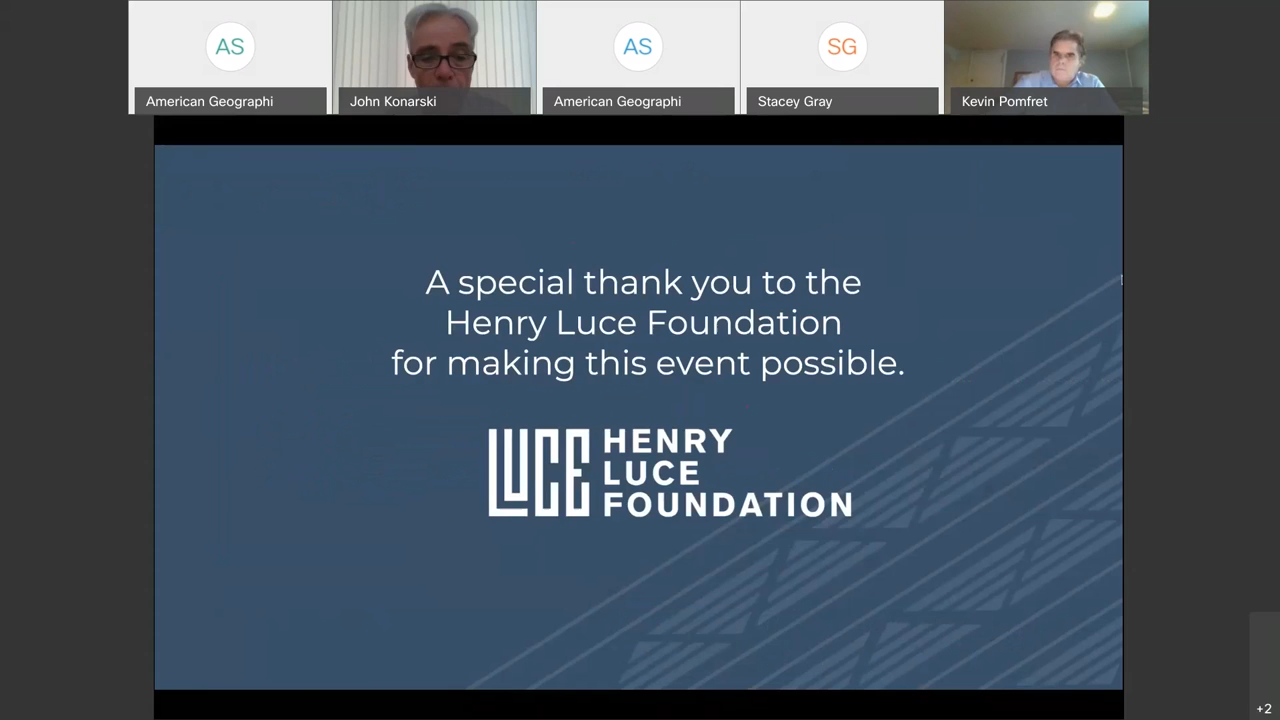 AS
AS
SG
American Geographi
John Konarski
American Geographi
Stacey Gray
Kevin Pomfret
A special thank you to the
Henry Luce Foundation
for making this event possible.
LUCE
HENRY
LUCE
FOUNDATION
+2